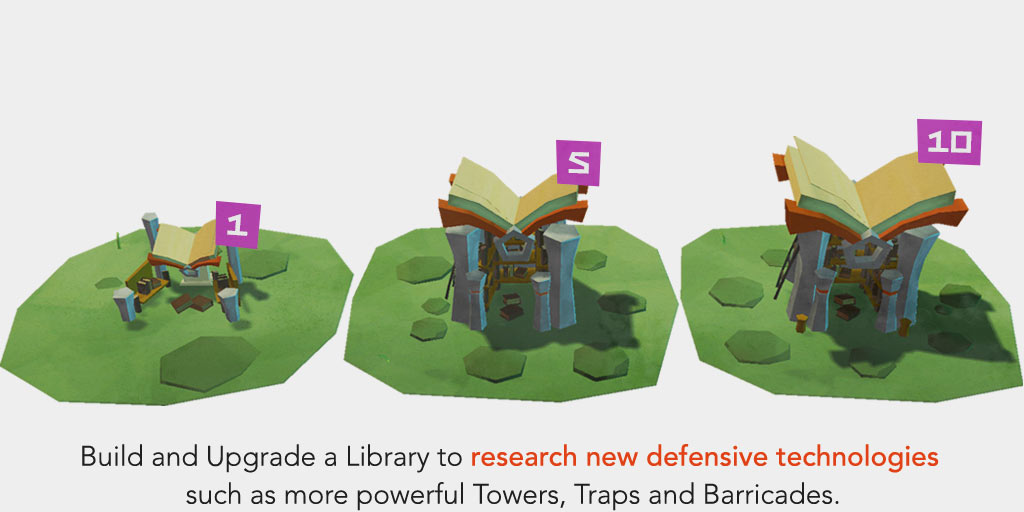 1
5
10
Build and Upgrade a Library to research new defensive technologies
such as more powerful Towers, Traps and Barricades.